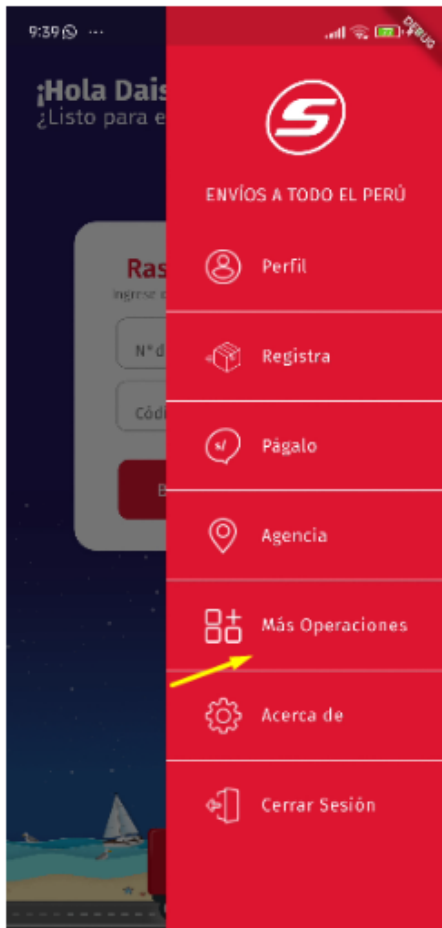 9:39
DEBUG
¡Hola Dais
¿Listo para e
S
ENVÍOS A TODO EL PERÚ
Perfil
Ras
Ingrese
Registra
N°d
Códi
s/
Págalo
B
Agencia
Más Operaciones
Acerca de
Cerrar Sesión